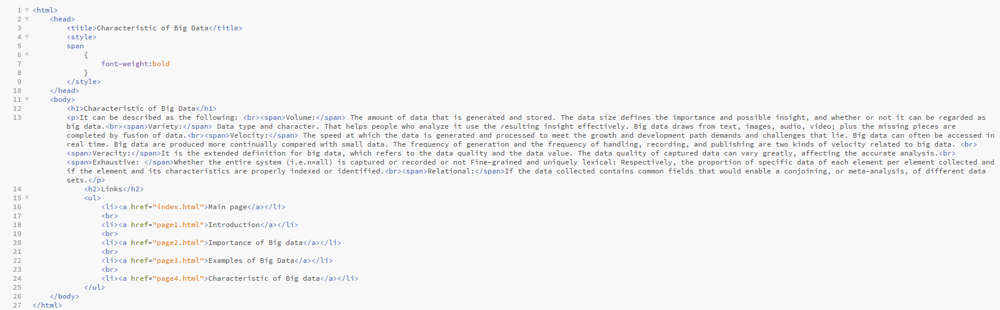 1 <html>
2 <head>
3 <title>Characteristic of Big Data</title>
4 <style>
5 span
6 {
7 font-weight:bold
8 }
9 </style>
10 </head>
11 <body>
12 <h1>Characteristic of Big Data</h1>
13 <p>It can be described as the following: <br><span>Volume:</span> The amount of data that is generated and stored. The data size defines the importance and possible insight, and whether or not it can be regarded as
big data.<br><span>Variety:</span> Data type and character. That helps people who analyze it use the resulting insight effectively. Big data draws from text, images, audio, video; plus the missing pieces are
completed by fusion of data.<br><span>Velocity:</span> The speed at which the data is generated and processed to meet the growth and development path demands and challenges that lie. Big data can often be accessed in
real time. Big data are produced more continually compared with small data. The frequency of generation and the frequency of handling, recording, and publishing are two kinds of velocity related to big data. <br>
<span>Veracity:</span>It is the extended definition for big data, which refers to the data quality and the data value. The data quality of captured data can vary greatly, affecting the accurate analysis.<br>
<span>Exhaustive: </span>Whether the entire system (i.e.n=all) is captured or recorded or not Fine-grained and uniquely lexical: Respectively, the proportion of specific data of each element per element collected and
if the element and its characteristics are properly indexed or identified.<br><span>Relational:</span>If the data collected contains common fields that would enable a conjoining, or meta-analysis, of different data
sets.</p>
14 <h2>Links</h2>
15 <ul>
16 <li><a href="index.html">Main page</a></li>
17 <br>
18 <li><a href="page1.html">Introduction</a></li>
19 <br>
20 <li><a href="page2.html">Importance of Big data</a></li>
21 <br>
22 <li><a href="page3.html">Examples of Big Data</a></li>
23 <br>
24 <li><a href="page4.html">Characteristic of Big data</a></li>
25 </ul>
26 </body>
27 </html>